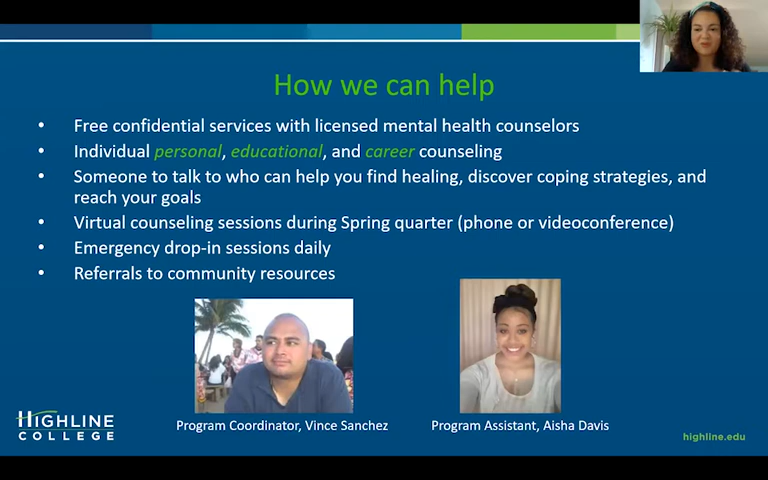 How we can help
• Free confidential services with licensed mental health counselors
• Individual personal, educational, and career counseling
• Someone to talk to who can help you find healing, discover coping strategies, and
reach your goals
• Virtual counseling sessions during Spring quarter (phone or videoconference)
• Emergency drop-in sessions daily
• Referrals to community resources
HIGHLINE
COLLEGE
Program Coordinator, Vince Sanchez
Program Assistant, Aisha Davis
highline.edu